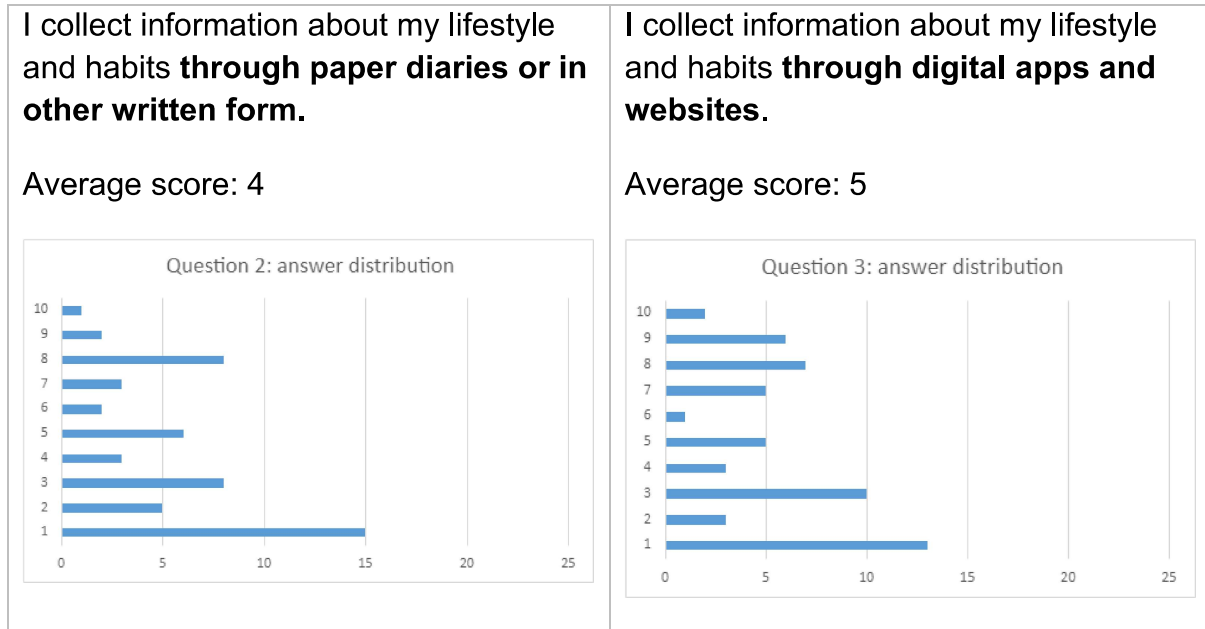 I collect information about my lifestyle
and habits through paper diaries or in
other written form.
Average score: 4
Question 2: answer distribution
10
9
8
7
6
5
4
3
2
1
0 5 10 15 20 25
I collect information about my lifestyle
and habits through digital apps and
websites.
Average score: 5
Question 3: answer distribution
10
9
8
7
6
5
4
3
2
1
0 5 10 15 20 25